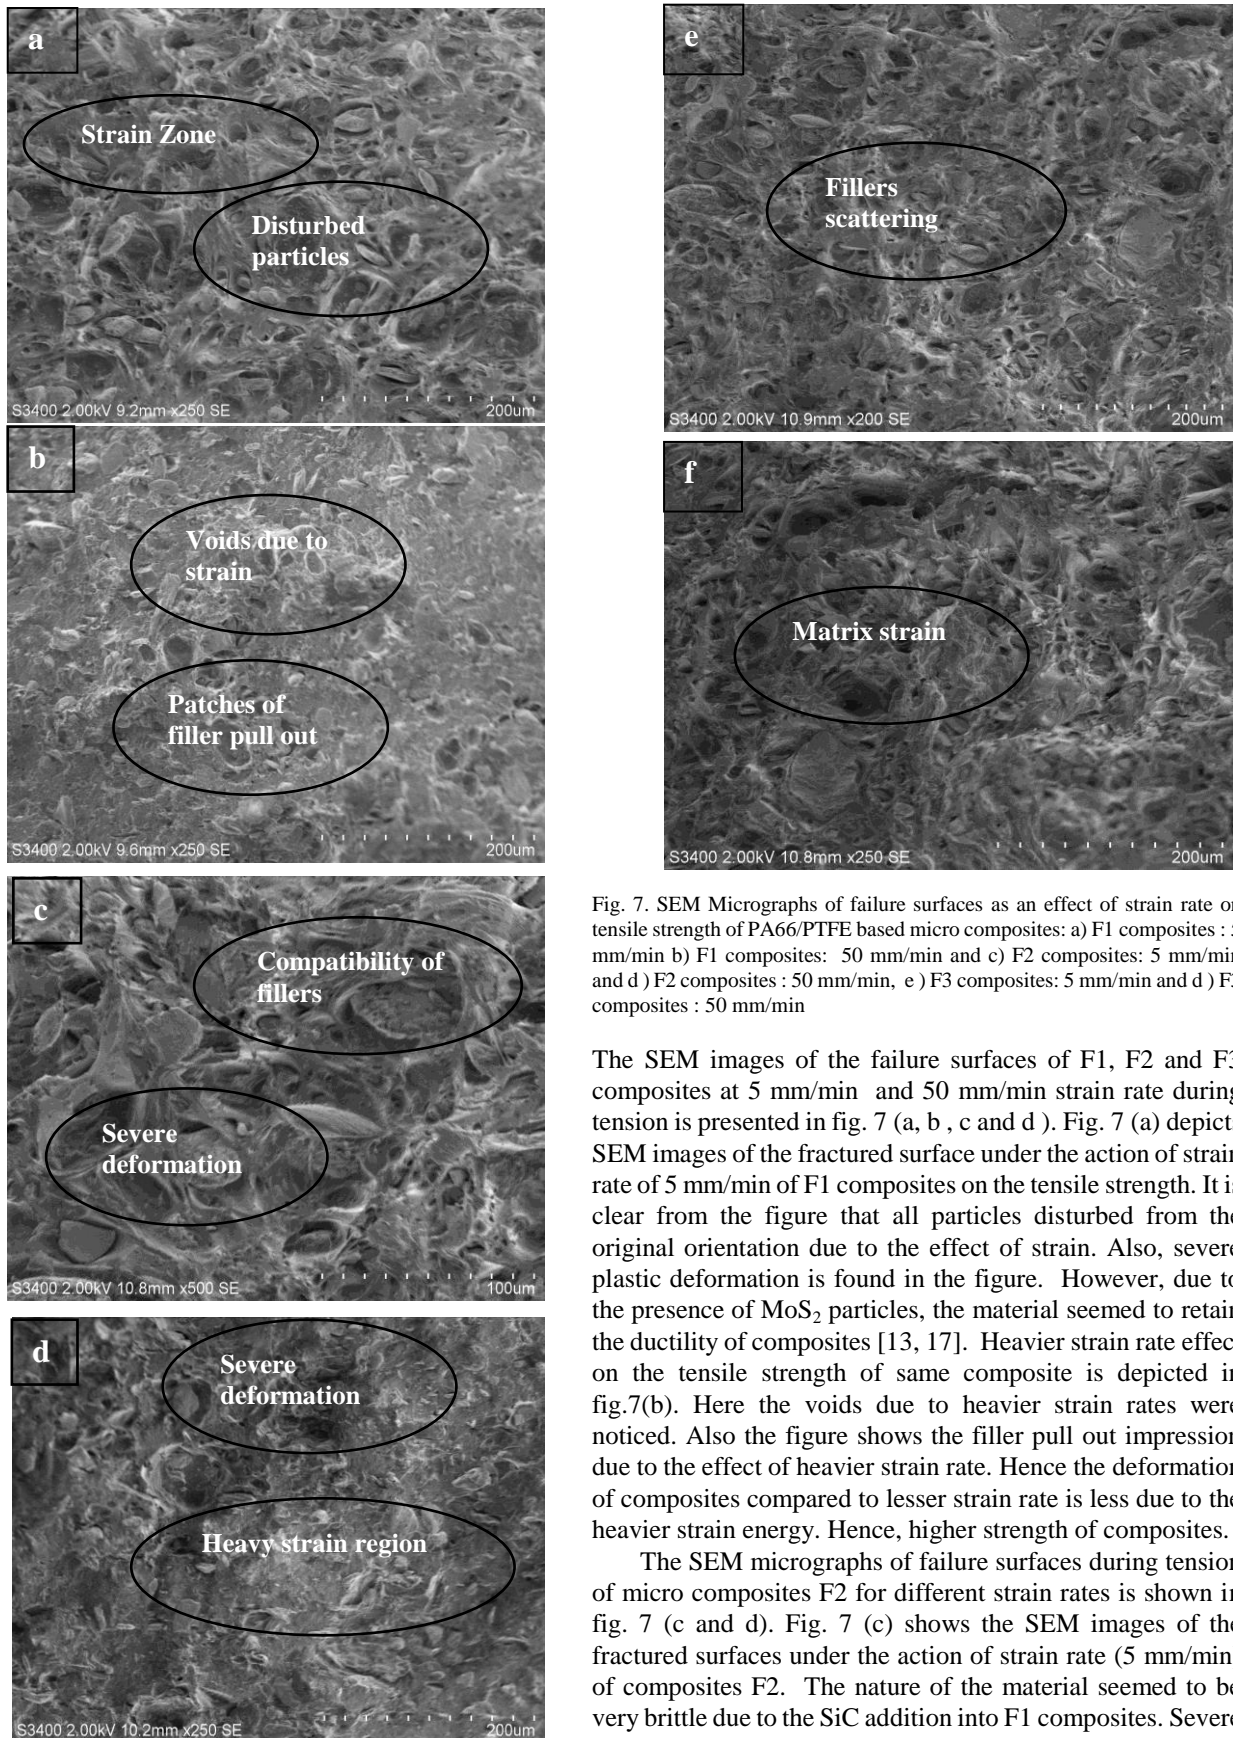 a
Strain Zone
Disturbed
particles
S3400 2.00kV 9.2mm x250 SE
200um
b
Voids due to
strain
Patches of
filler pull out
S3400 2.00kV 9.6mm x250 SE
200um
c
Compatibility of
fillers
Severe
deformation
S3400 2.00kV 10.8mm x500 SE
100um
d
Severe
deformation
Heavy strain region
S3400 2.00kV 10.2mm x250 SE
200um
e
Fillers
scattering
S3400 2.00kV 10.9mm x200 SE
200um
f
Matrix strain
S3400 2.00kV 10.8mm x250 SE
200um
Fig. 7. SEM Micrographs of failure surfaces as an effect of strain rate
tensile strength of PA66/PTFE based micro composites: a) F1 composites :
mm/min b) F1 composites: 50 mm/min and c) F2 composites: 5 mm/min
and d ) F2 composites : 50 mm/min, e ) F3 composites: 5 mm/min and d )
composites : 50 mm/min
The SEM images of the failure surfaces of F1, F2 and F3
composites at 5 mm/min and 50 mm/min strain rate during
tension is presented in fig. 7 (a, b , c and d ). Fig. 7 (a) depict
SEM images of the fractured surface under the action of strain
rate of 5 mm/min of F1 composites on the tensile strength. It
clear from the figure that all particles disturbed from the
original orientation due to the effect of strain. Also, severe
plastic deformation is found in the figure. However, due to
the presence of MoS₂ particles, the material seemed to retain
the ductility of composites [13, 17]. Heavier strain rate effec
on the tensile strength of same composite is depicted in
fig.7(b). Here the voids due to heavier strain rates were
noticed. Also the figure shows the filler pull out impression
due to the effect of heavier strain rate. Hence the deformation
of composites compared to lesser strain rate is less due to the
heavier strain energy. Hence, higher strength of composites.
The SEM micrographs of failure surfaces during tension
of micro composites F2 for different strain rates is shown in
fig. 7 (c and d). Fig. 7 (c) shows the SEM images of the
fractured surfaces under the action of strain rate (5 mm/min
of composites F2. The nature of the material seemed to be
very brittle due to the SiC addition into F1 composites. Severe